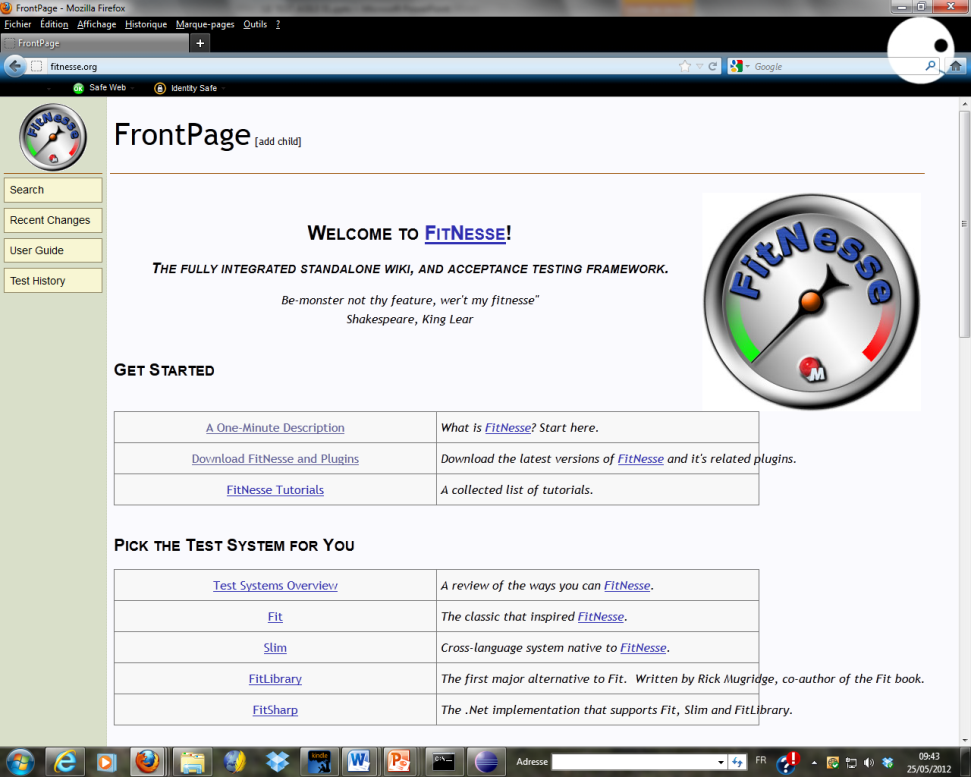 FrontPage - Mozilla Firefox
Fichier Édition Affichage Historique Marque-pages Outils ?
FrontPage
fitnesse.org
Google
OK Safe Web Identity Safe
FitNesse
FrontPage [add child]
Search
Recent Changes
User Guide
Test History
WELCOME TO FITNESSE!
THE FULLY INTEGRATED STANDALONE WIKI, AND ACCEPTANCE TESTING FRAMEWORK.
Be-monster not thy feature, wer't my fitnesse"
Shakespeare, King Lear
FitNesse
M
GET STARTED
A One-Minute Description What is FitNesse? Start here.
Download FitNesse and Plugins Download the latest versions of FitNesse and it's related plugins.
FitNesse Tutorials A collected list of tutorials.
PICK THE TEST SYSTEM FOR YOU
Test Systems Overview A review of the ways you can FitNesse.
Fit The classic that inspired FitNesse.
Slim Cross-language system native to FitNesse.
FitLibrary The first major alternative to Fit. Written by Rick Mugridge, co-author of the Fit book.
FitSharp The .Net implementation that supports Fit, Slim and FitLibrary.
kindle
Adresse
FR
09:43
25/05/2012